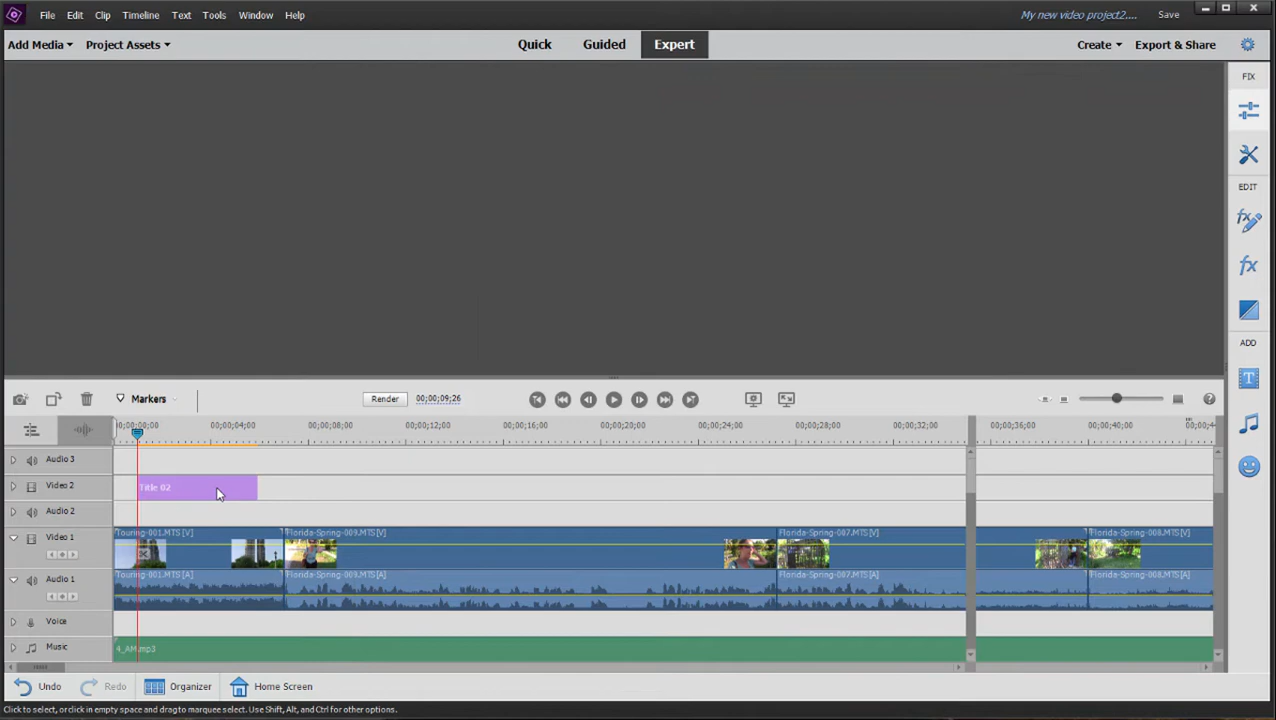 File Edit Clip Timeline Text Tools Window Help My new video project2.... Save
Add Media Project Assets Quick Guided Expert Create Export & Share
FIX
EDIT
ADD
Markers Render 00;00;09;26
;00;00;00 00;00;04;00 00;00;08;00 00;00;12;00 00;00;16;00 00;00;20;00 00;00;24;00 00;00;28;00 00;00;32;00 00;00;36;00 00;00;40;00
Audio 3
Video 2 Title 02
Audio 2
Video 1 Touring-001.MTS [V] Florida-Spring-009.MTS [V] Florida-Spring-007.MTS [V] Florida-Spring-008.MTS [V]
Audio 1 Touring-001.MTS [A] Florida-Spring-009.MTS [A] Florida-Spring-007.MTS [A] Florida-Spring-008.MTS [A]
Voice
Music 4_AM.mp3
Undo Redo Organizer Home Screen
Click to select, or click in empty space and drag to marquee select. Use Shift, Alt, and Ctrl for other options.